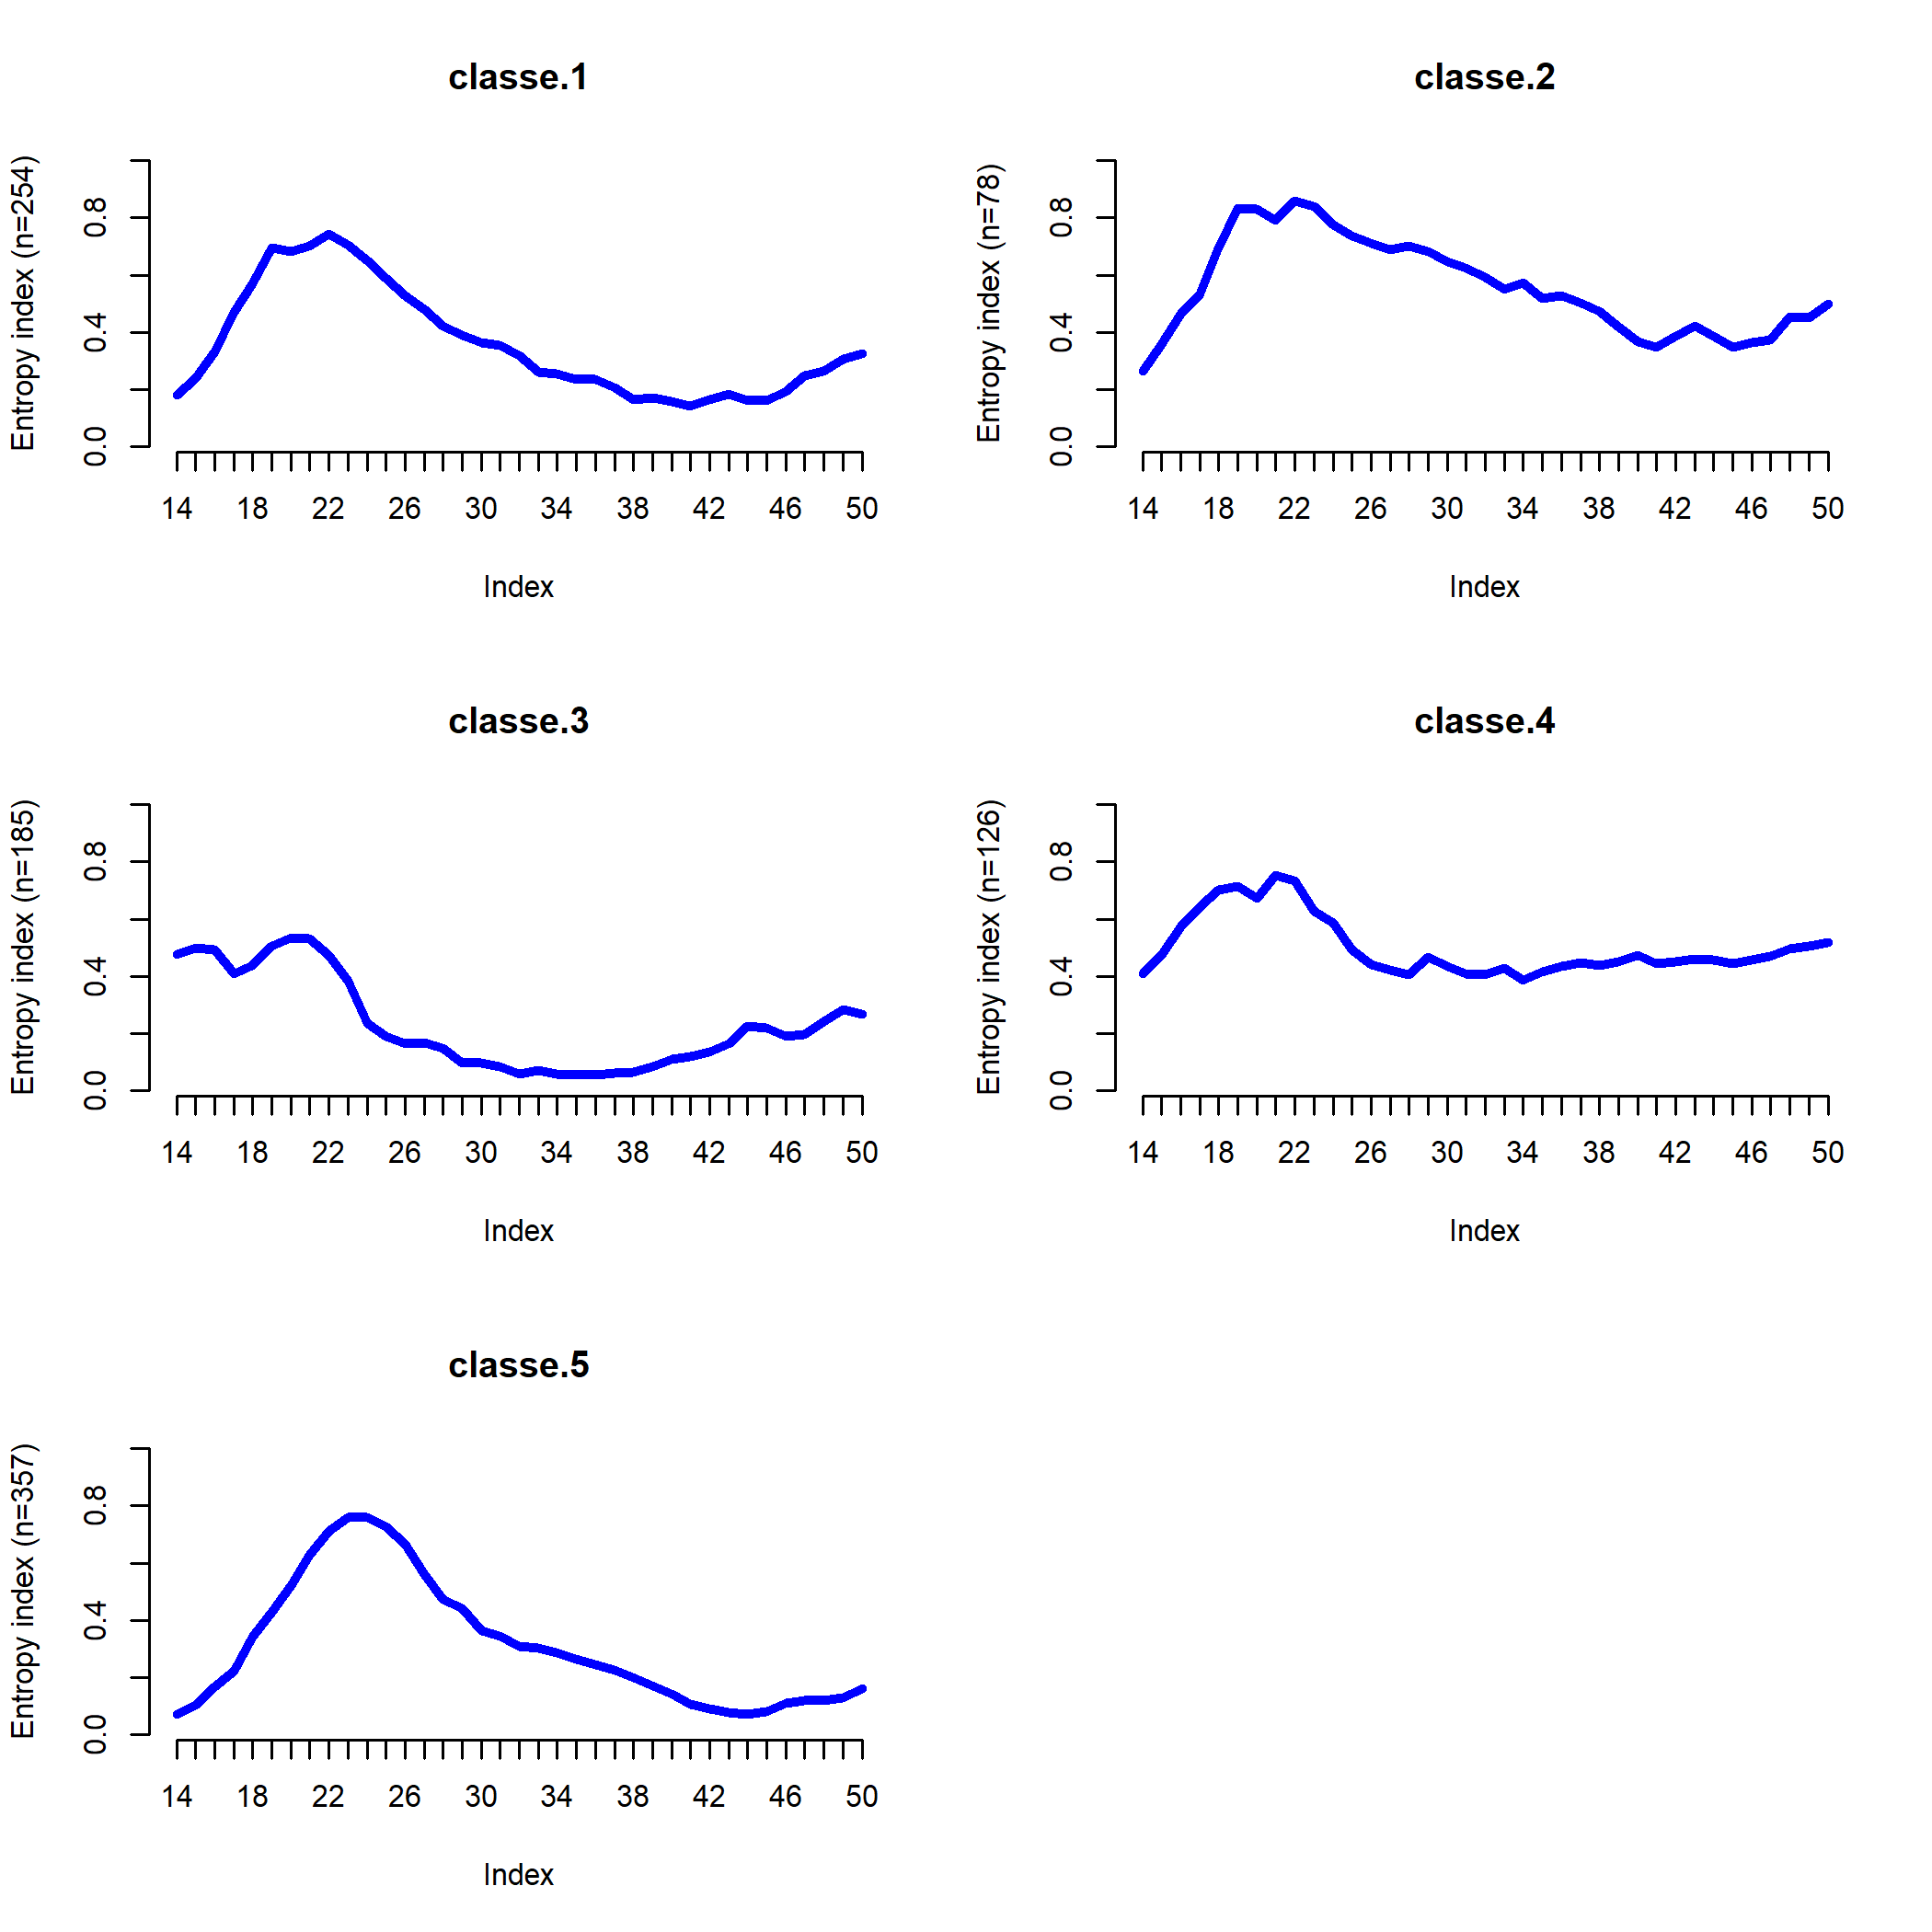 classe.1
Entropy index (n=254)
0.0 0.4 0.8
14 18 22 26 30 34 38 42 46 50
Index
classe.2
Entropy index (n=78)
0.0 0.4 0.8
14 18 22 26 30 34 38 42 46 50
Index
classe.3
Entropy index (n=185)
0.0 0.4 0.8
14 18 22 26 30 34 38 42 46 50
Index
classe.4
Entropy index (n=126)
0.0 0.4 0.8
14 18 22 26 30 34 38 42 46 50
Index
classe.5
Entropy index (n=357)
0.0 0.4 0.8
14 18 22 26 30 34 38 42 46 50
Index